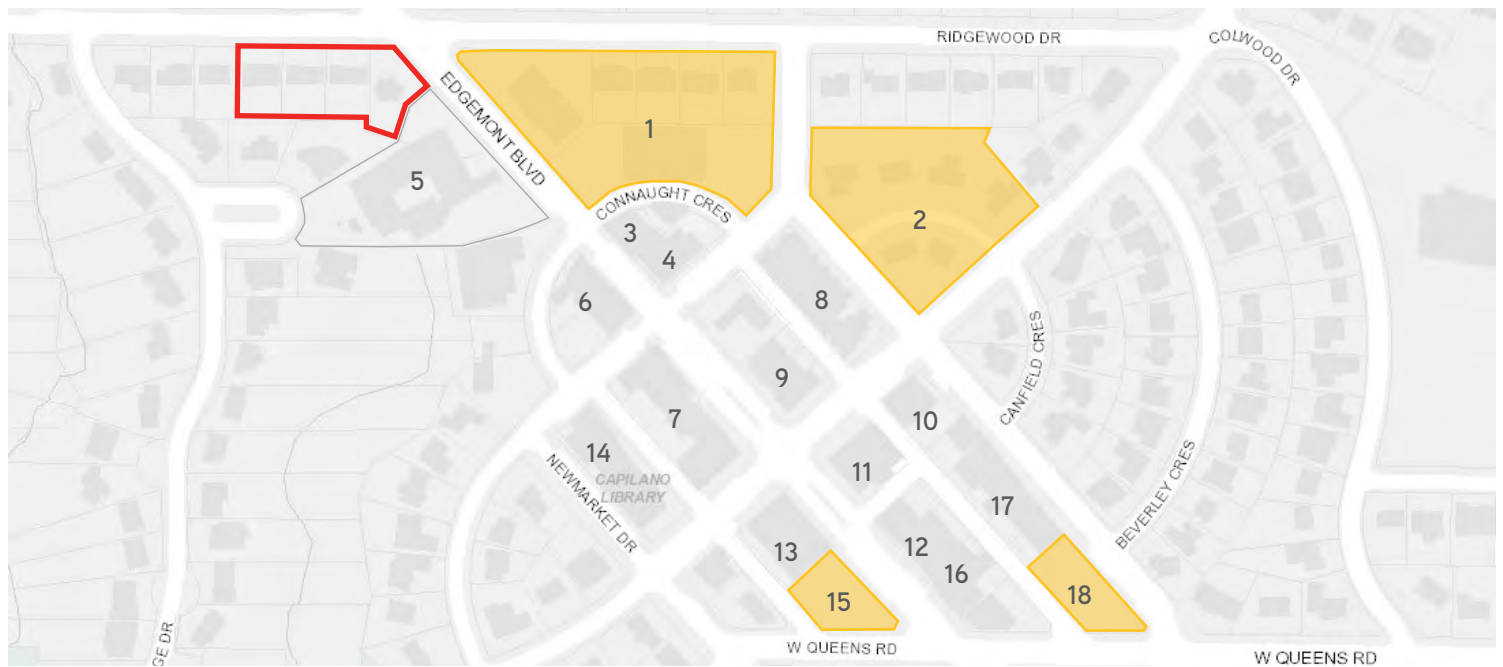 RIDGEWOOD DR
COLWOOD DR
EDGEMONT BLVD
1
5
CONNAUGHT CRES
2
3
4
6
8
CANFIELD CRES
9
7
10
14
CAPILANO
LIBRARY
11
NEWMARKET DR
17
BEVERLEY CRES
13
12
16
15
18
GE DR
W QUEENS RD
W QUEENS RD